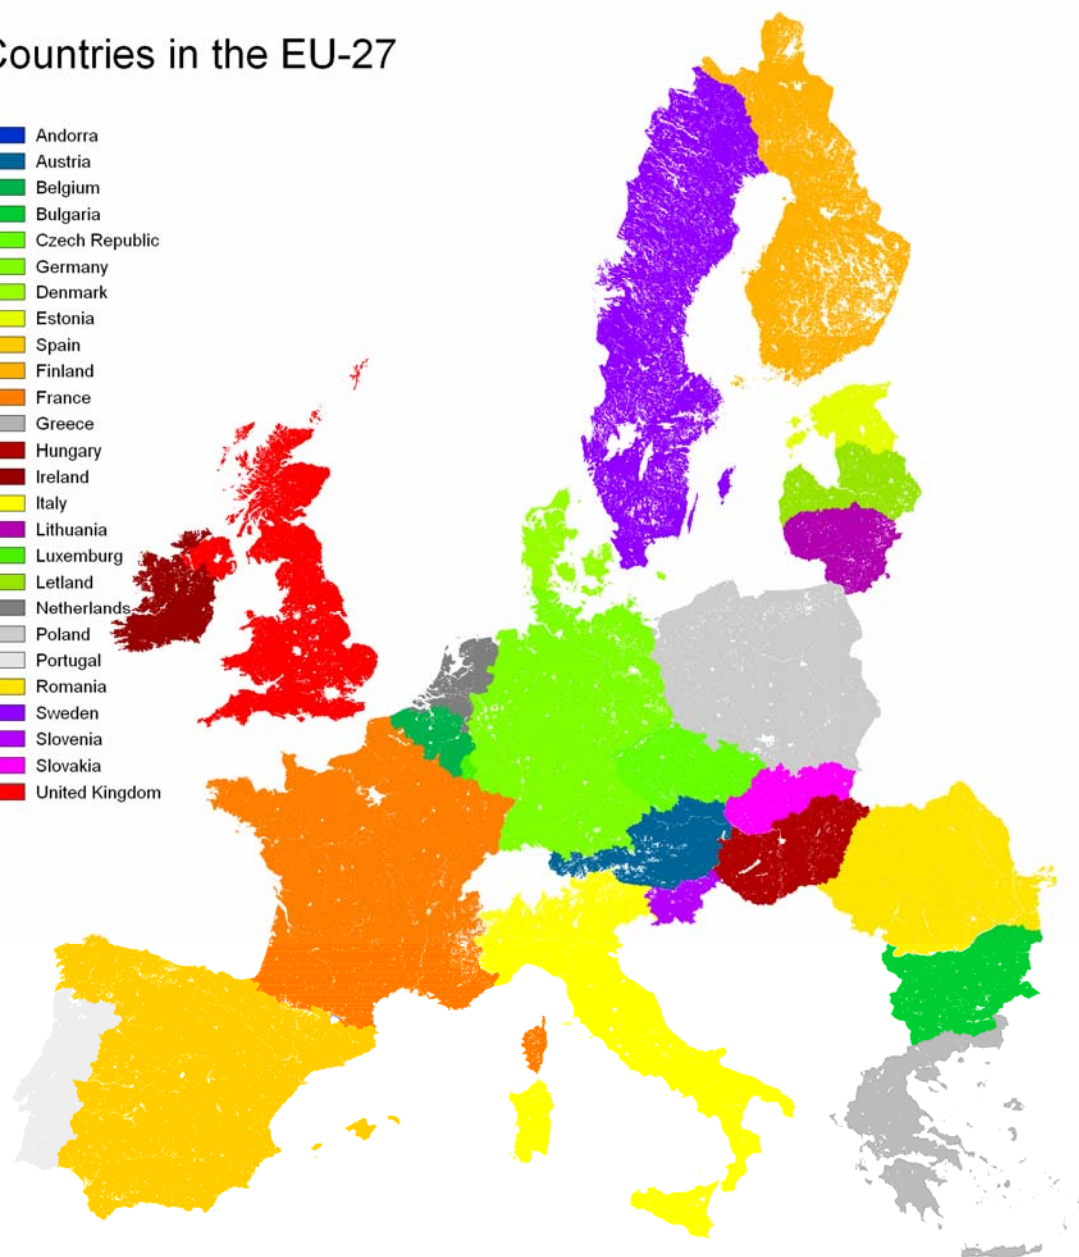 Countries in the EU-27
Andorra
Austria
Belgium
Bulgaria
Czech Republic
Germany
Denmark
Estonia
Spain
Finland
France
Greece
Hungary
Ireland
Italy
Lithuania
Luxemburg
Letland
Netherlands
Poland
Portugal
Romania
Sweden
Slovenia
Slovakia
United Kingdom